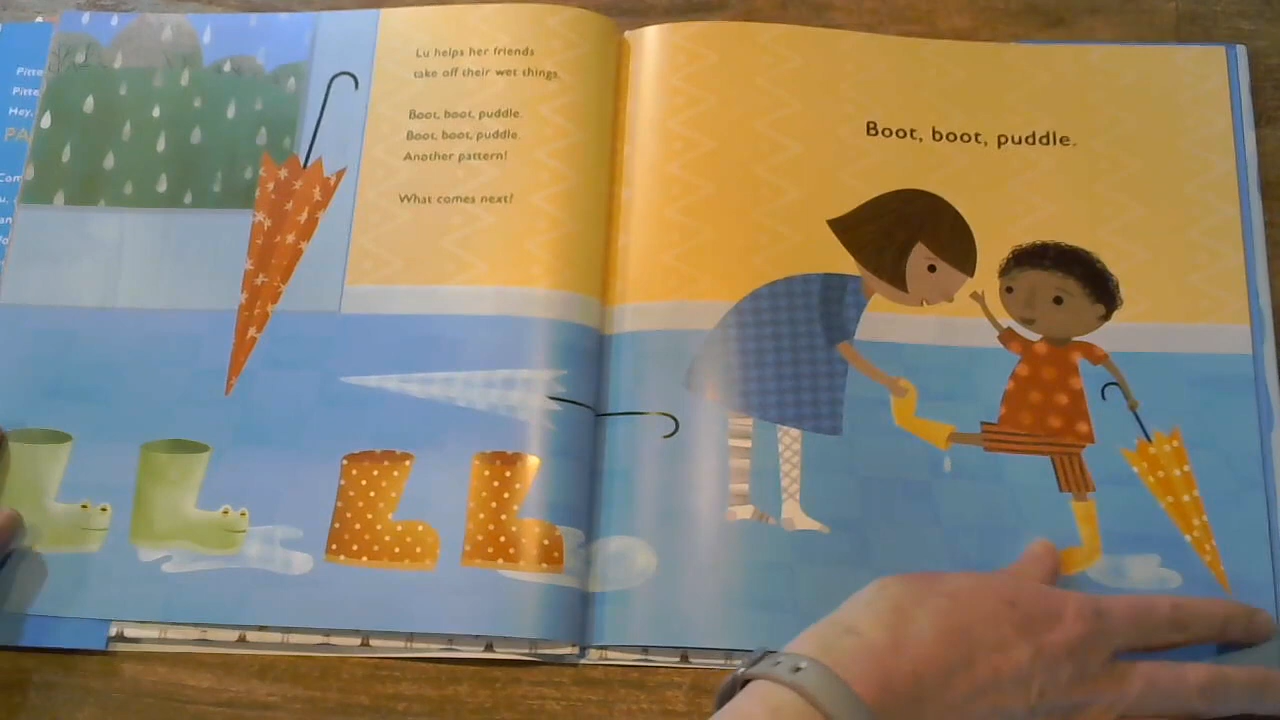 Lu helps her friends
take off their wet things.
Boot, boot, puddle.
Boot, boot, puddle.
Another pattern!
What comes next?
Boot, boot, puddle.